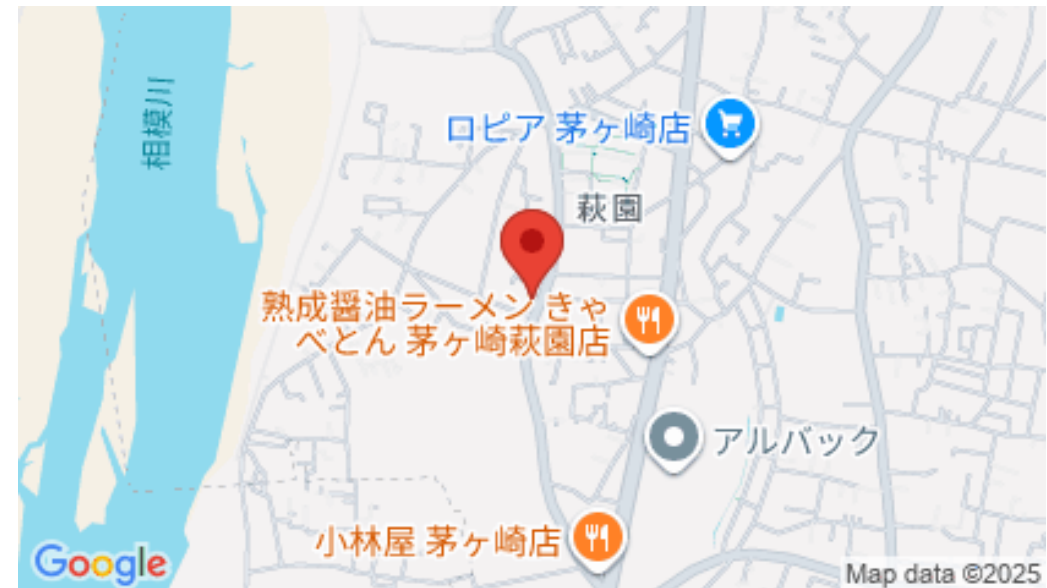 相模川
ロピア 茅ヶ崎店
萩園
熟成醤油ラーメン きゃ
べとん 茅ヶ崎萩園店
アルバック
小林屋 茅ヶ崎店
Google
Map data ©2025